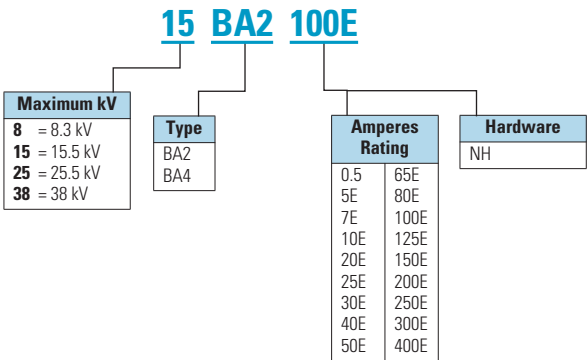 15 BA2 100E
Maximum kV
8 = 8.3 kV
15 = 15.5 kV
25 = 25.5 kV
38 = 38 kV
Type
BA2
BA4
Amperes
Rating
0.5 65E
5E 80E
7E 100E
10E 125E
20E 150E
25E 200E
30E 250E
40E 300E
50E 400E
Hardware
NH